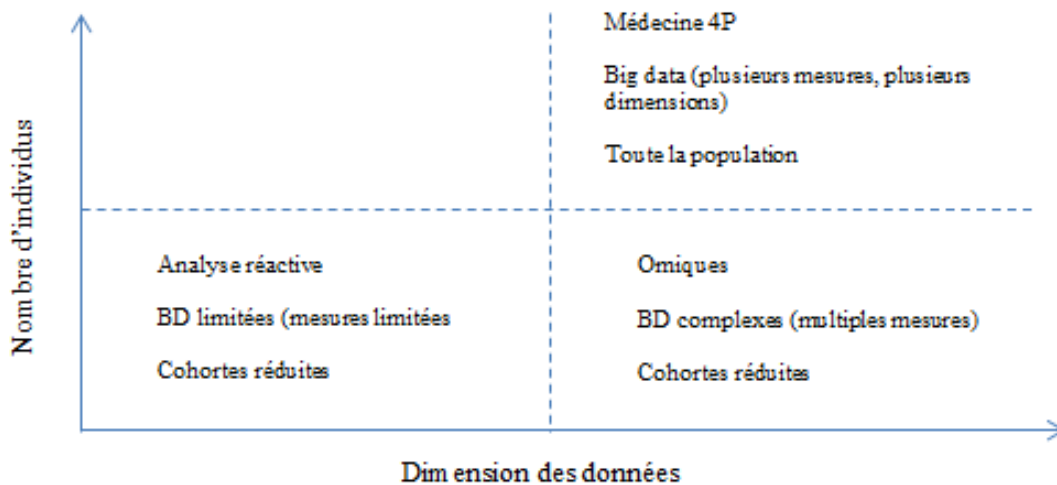 Médecine 4P
Big data (plusieurs mesures, plusieurs
dimensions)
Toute la population
Nombre d'individus
Analyse réactive
BD limitées (mesures limitées
Cohortes réduites
Omiques
BD complexes (multiples mesures)
Cohortes réduites
Dimension des données